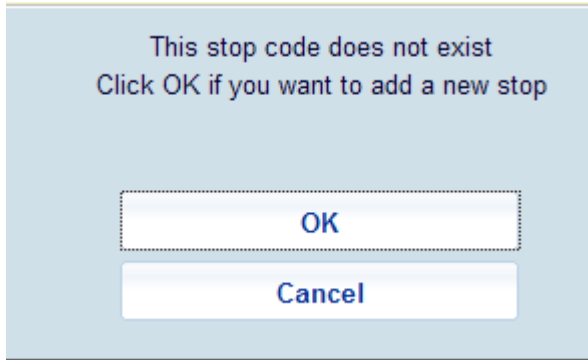 This stop code does not exist
Click OK if you want to add a new stop
OK
Cancel